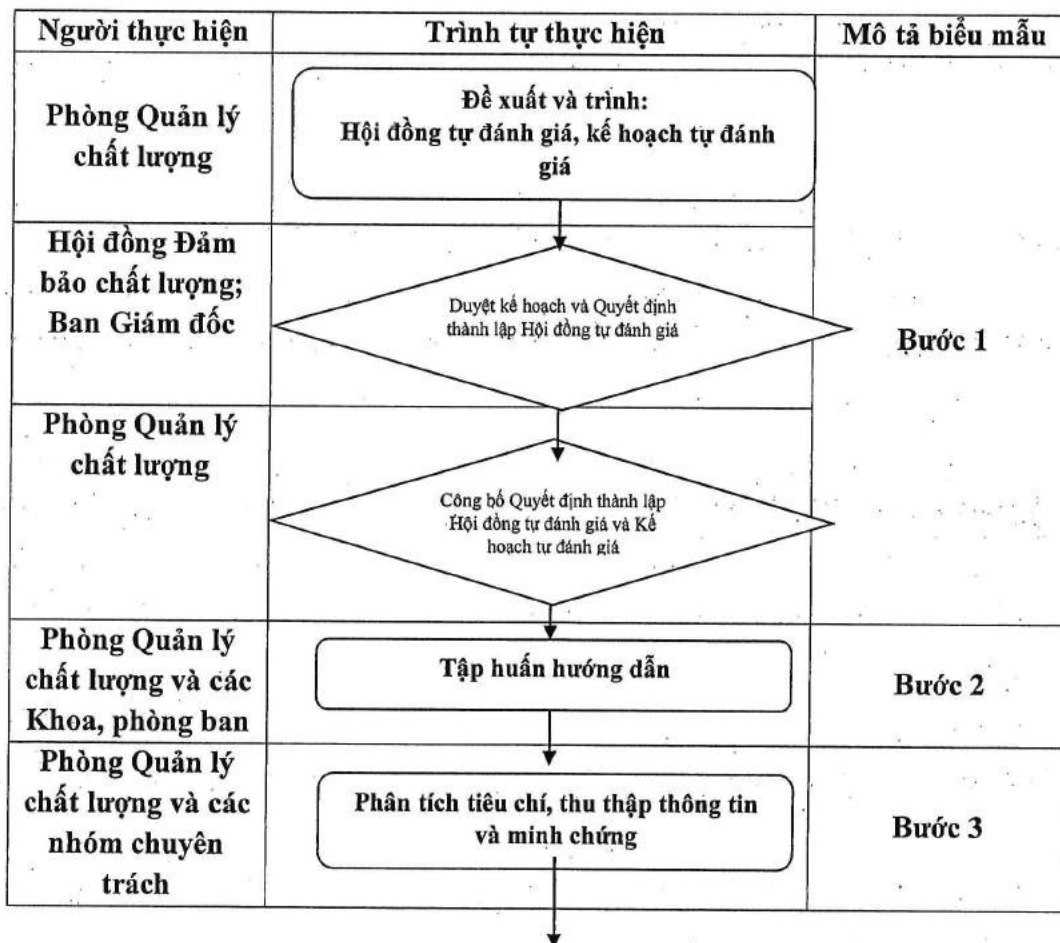 Người thực hiện
Trình tự thực hiện
Mô tả biểu mẫu
Phòng Quản lý
chất lượng
Đề xuất và trình:
Hội đồng tự đánh giá, kế hoạch tự đánh
giá
Hội đồng Đảm
bảo chất lượng;
Ban Giám đốc
Duyệt kế hoạch và Quyết định
thành lập Hội đồng tự đánh giá
Bước 1
Phòng Quản lý
chất lượng
Công bố Quyết định thành lập
Hội đồng tự đánh giá và Kế
hoạch tự đánh giá
Phòng Quản lý
chất lượng và các
Khoa, phòng ban
Tập huấn hướng dẫn
Bước 2
Phòng Quản lý
chất lượng và các
nhóm chuyên
trách
Phân tích tiêu chí, thu thập thông tin
và minh chứng
Bước 3